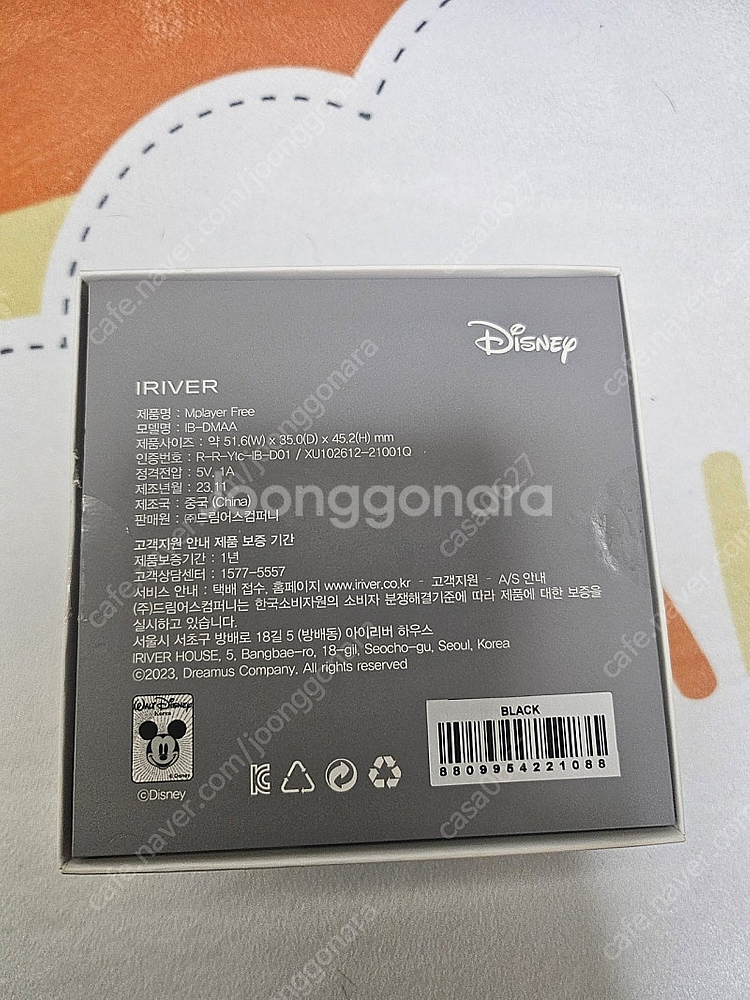 Disney
IRIVER
제품명 : Mplayer Free
모델명 : IB-DMAA
제품사이즈 : 약 51.6(W) x 35.0(D) x 45.2(H) mm
인증번호 : R-R-Ytc-IB-D01 / XU102612-21001Q
정격전압 : 5V, 1A
제조년월 : 23.11
제조국 : 중국 (China)
판매원 : ㈜드림어스컴퍼니
고객지원 안내 제품 보증 기간
제품보증기간 : 1년
고객상담센터 : 1577-5557
서비스 안내 : 택배 접수, 홈페이지 www.iriver.co.kr - 고객지원 - A/S 안내
(주)드림어스컴퍼니는 한국소비자원의 소비자 분쟁해결기준에 따라 제품에 대한 보증을
실시하고 있습니다.
서울시 서초구 방배로 18길 5 (방배동) 아이리버 하우스
IRIVER HOUSE, 5, Bangbae-ro, 18-gil, Seocho-gu, Seoul, Korea
©2023, Dreamus Company, All rights reserved
Walt Disney
Korea
©Disney
©Disney
BLACK
8809954221088
Joonggonara
cafe.naver.com/joonggonara
casa0627